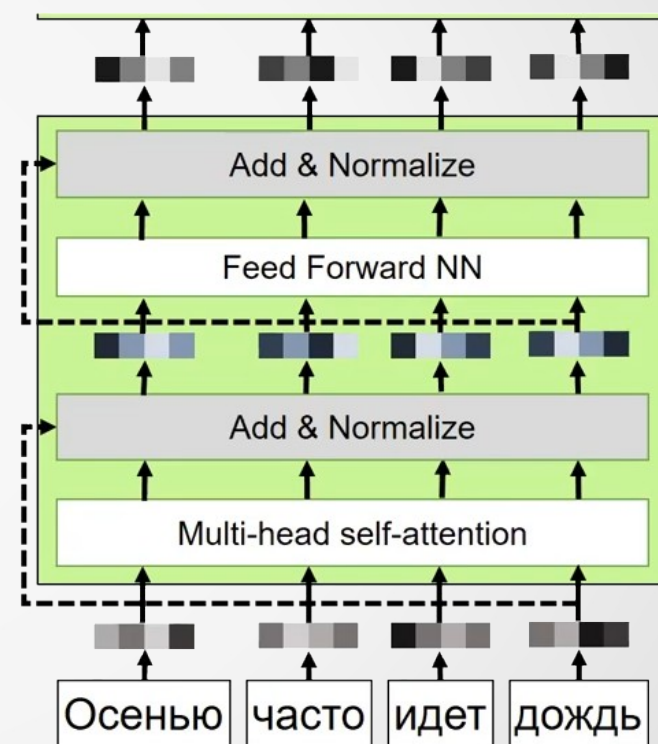 Add & Normalize
Feed Forward NN
Add & Normalize
Multi-head self-attention
Осенью часто идет дождь